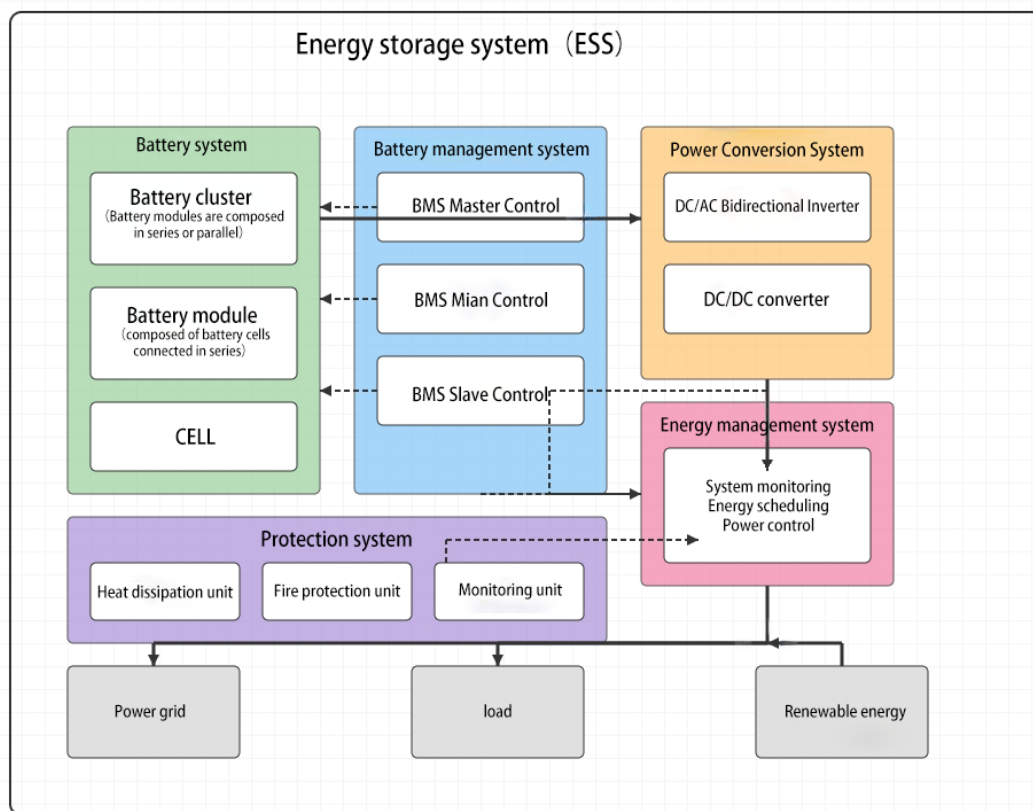 Energy storage system（ESS）
Battery system
Battery cluster
（Battery modules are composed
in series or parallel）
Battery module
（composed of battery cells
connected in series）
CELL
Battery management system
BMS Master Control
BMS Mian Control
BMS Slave Control
Power Conversion System
DC/AC Bidirectional Inverter
DC/DC converter
Energy management system
System monitoring
Energy scheduling
Power control
Protection system
Heat dissipation unit
Fire protection unit
Monitoring unit
Power grid
load
Renewable energy